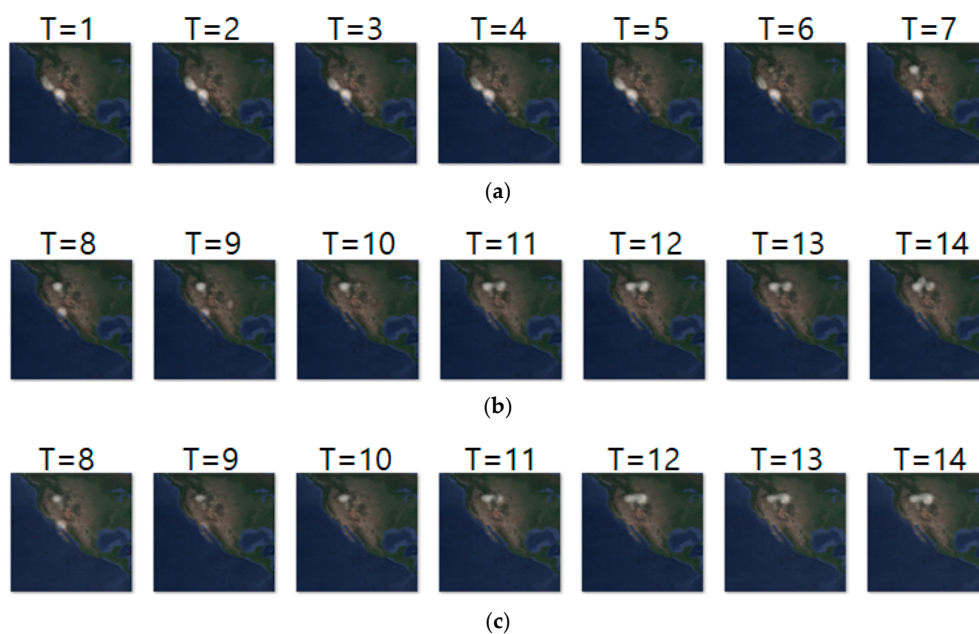 T=1 T=2 T=3 T=4 T=5 T=6 T=7
(a)
T=8 T=9 T=10 T=11 T=12 T=13 T=14
(b)
T=8 T=9 T=10 T=11 T=12 T=13 T=14
(c)